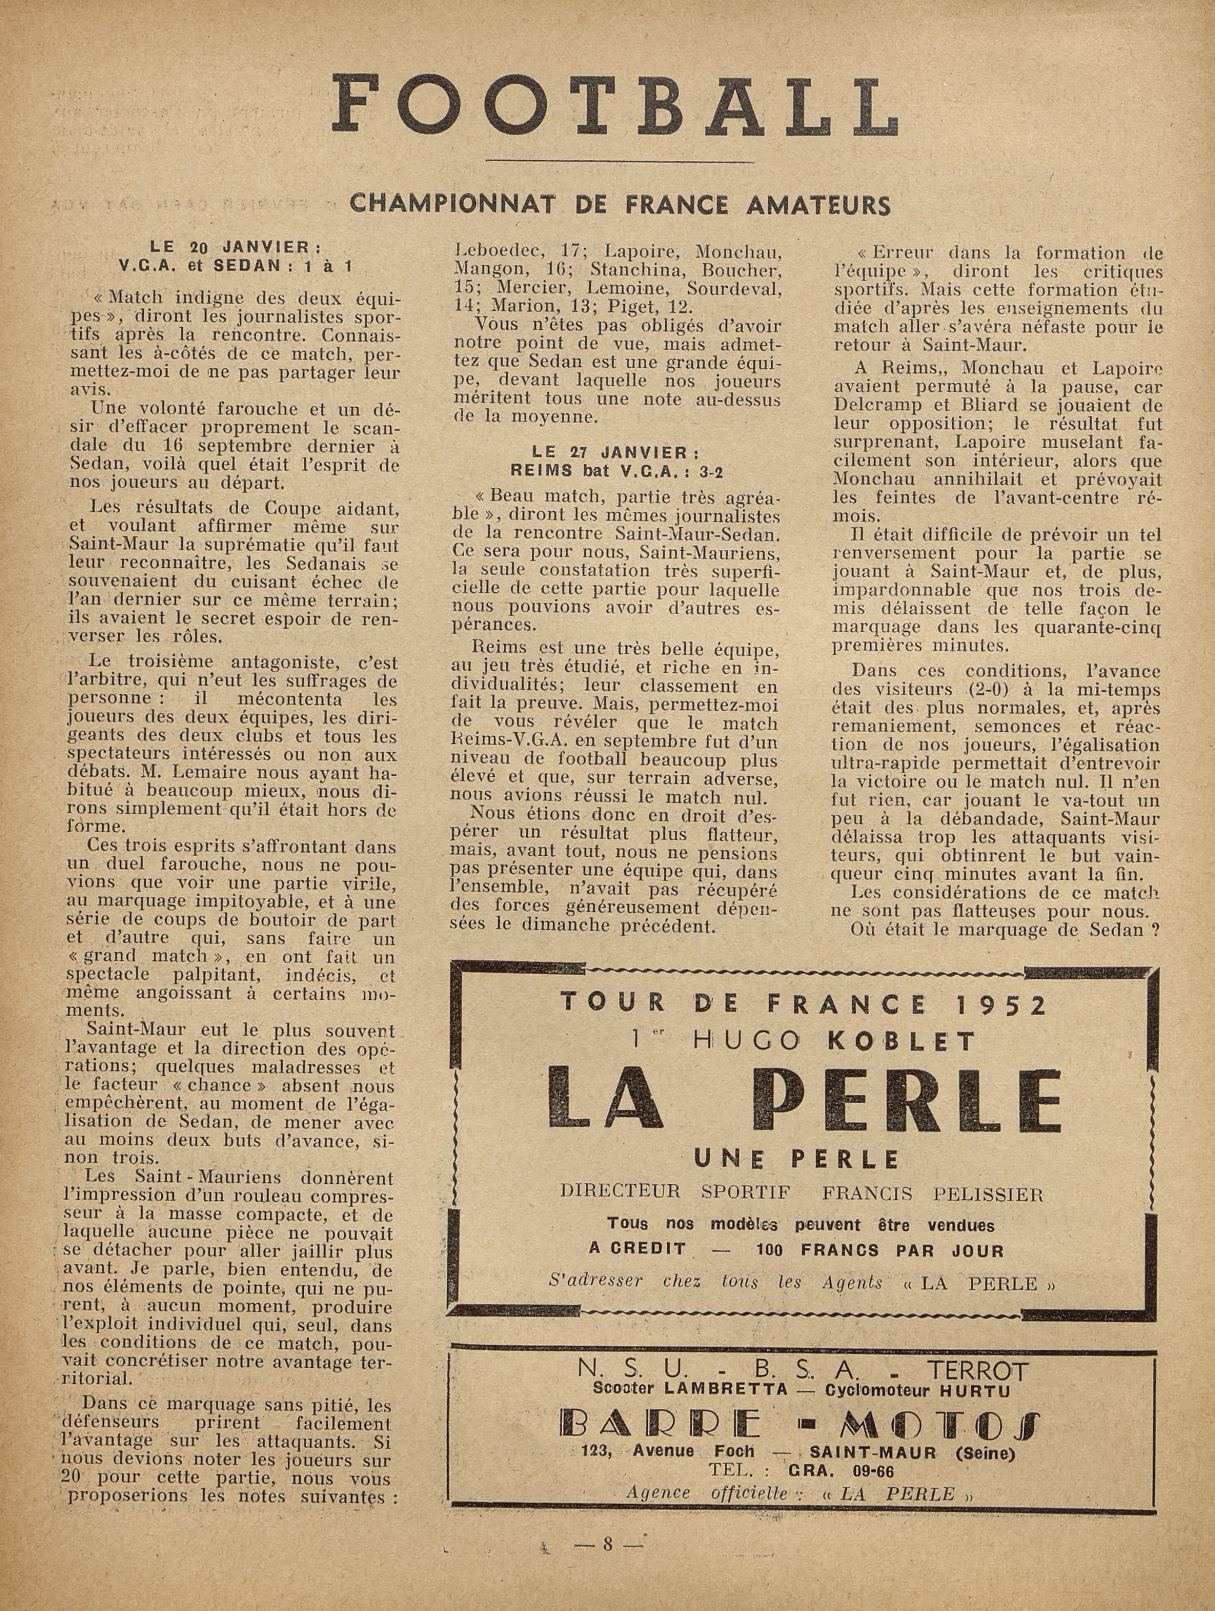 FOOTBALL
CHAMPIONNAT DE FRANCE AMATEURS
LE 20 JANVIER :
V.G.A. et SEDAN : 1 à 1
« Match indigne des deux équi-
pes », diront les journalistes spor-
tifs après la rencontre. Connais-
sant les à-côtés de ce match, per-
mettez-moi de ne pas partager leur
avis.
Une volonté farouche et un dé-
sir d'effacer proprement le scan-
dale du 16 septembre dernier à
Sedan, voilà quel était l'esprit de
nos joueurs au départ.
Les résultats de Coupe aidant,
et voulant affirmer même sur
Saint-Maur la suprématie qu'il faut
leur reconnaître, les Sedanais se
souvenaient du cuisant échec de
l'an dernier sur ce même terrain;
ils avaient le secret espoir de ren-
verser les rôles.
Le troisième antagoniste, c'est
l'arbitre, qui n'eut les suffrages de
personne : il mécontenta les
joueurs des deux équipes, les diri-
geants des deux clubs et tous les
spectateurs intéressés ou non aux
débats. M. Lemaire nous ayant ha-
bitué à beaucoup mieux, nous di-
rons simplement qu'il était hors de
forme.
Ces trois esprits s'affrontant dans
un duel farouche, nous ne pou-
vions que voir une partie virile,
au marquage impitoyable, et à une
série de coups de boutoir de part
et d'autre qui, sans faire un
« grand match », en ont fait un
spectacle palpitant, indécis, et
même angoissant à certains mo-
ments.
Saint-Maur eut le plus souvent
l'avantage et la direction des opé-
rations; quelques maladresses et
le facteur « chance » absent nous
empêchèrent, au moment de l'éga-
lisation de Sedan, de mener avec
au moins deux buts d'avance, si-
non trois.
Les Saint-Mauriens donnèrent
l'impression d'un rouleau compres-
seur à la masse compacte, et de
laquelle aucune pièce ne pouvait
se détacher pour aller jaillir plus
avant. Je parle, bien entendu, de
nos éléments de pointe, qui ne pu-
rent, à aucun moment, produire
l'exploit individuel qui, seul, dans
les conditions de ce match, pou-
vait concrétiser notre avantage ter-
ritorial.
Dans ce marquage sans pitié, les
défenseurs prirent facilement
l'avantage sur les attaquants. Si
nous devions noter les joueurs sur
20 pour cette partie, nous vous
proposerions les notes suivantes :
Leboedec, 17; Lapoire, Monchau,
Mangon, 16; Stanchina, Boucher,
15; Mercier, Lemoine, Sourdeval,
14; Marion, 13; Piget, 12.
Vous n'êtes pas obligés d'avoir
notre point de vue, mais admet-
tez que Sedan est une grande équi-
pe, devant laquelle nos joueurs
méritent tous une note au-dessus
de la moyenne.
LE 27 JANVIER :
REIMS bat V.G.A. : 3-2
« Beau match, partie très agréa-
ble », diront les mêmes journalistes
de la rencontre Saint-Maur-Sedan.
Ce sera pour nous, Saint-Mauriens,
la seule constatation très superfi-
cielle de cette partie pour laquelle
nous pouvions avoir d'autres es-
pérances.
Reims est une très belle équipe,
au jeu très étudié, et riche en in-
dividualités; leur classement en
fait la preuve. Mais, permettez-moi
de vous révéler que le match
Reims-V.G.A. en septembre fut d'un
niveau de football beaucoup plus
élevé et que, sur terrain adverse,
nous avions réussi le match nul.
Nous étions donc en droit d'es-
pérer un résultat plus flatteur,
mais, avant tout, nous ne pensions
pas présenter une équipe qui, dans
l'ensemble, n'avait pas récupéré
des forces généreusement dépen-
sées le dimanche précédent.
« Erreur dans la formation de
l'équipe », diront les critiques
sportifs. Mais cette formation étu-
diée d'après les enseignements du
match aller s'avéra néfaste pour le
retour à Saint-Maur.
A Reims,, Monchau et Lapoire
avaient permuté à la pause, car
Delcramp et Bliard se jouaient de
leur opposition; le résultat fut
surprenant, Lapoire muselant fa-
cilement son intérieur, alors que
Monchau annihilait et prévoyait
les feintes de l'avant-centre ré-
mois.
Il était difficile de prévoir un tel
renversement pour la partie se
jouant à Saint-Maur et, de plus,
impardonnable que nos trois de-
mis délaissent de telle façon le
marquage dans les quarante-cinq
premières minutes.
Dans ces conditions, l'avance
des visiteurs (2-0) à la mi-temps
était des plus normales, et, après
remaniement, semonces et réac-
tion de nos joueurs, l'égalisation
ultra-rapide permettait d'entrevoir
la victoire ou le match nul. Il n'en
fut rien, car jouant le va-tout un
peu à la débandade, Saint-Maur
délaissa trop les attaquants visi-
teurs, qui obtinrent le but vain-
queur cinq minutes avant la fin.
Les considérations de ce match
ne sont pas flatteuses pour nous.
Où était le marquage de Sedan ?
TOUR DE FRANCE 1952
1er HUGO KOBLET
LA PERLE
UNE PERLE
DIRECTEUR SPORTIF FRANCIS PELISSIER
Tous nos modèles peuvent être vendues
A CREDIT — 100 FRANCS PAR JOUR
S'adresser chez tous les Agents « LA PERLE »
N. S. U. - B. S. A. - TERROT
Scooter LAMBRETTA — Cyclomoteur HURTU
BARRE - MOTOS
123, Avenue Foch — SAINT-MAUR (Seine)
TEL. : GRA. 09-66
Agence officielle : « LA PERLE »
— 8 —